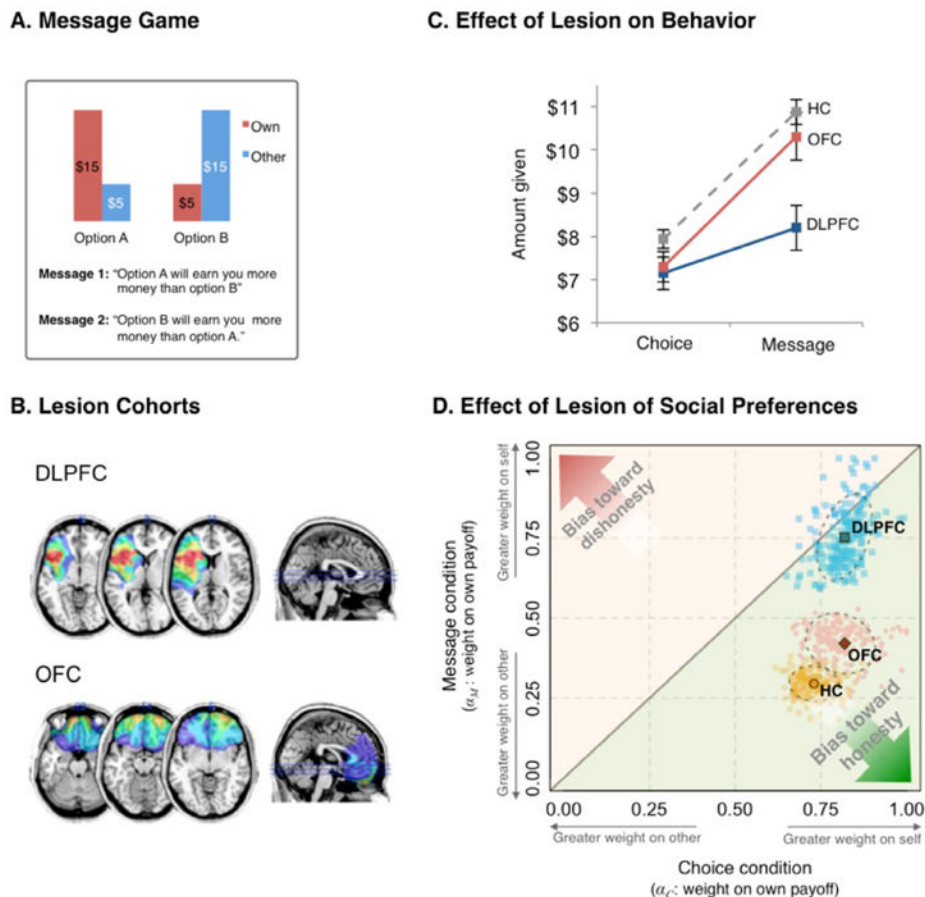 A. Message Game
$15
$5
$5
$15
Own
Other
Option A
Option B
Message 1: “Option A will earn you more
money than option B”
Message 2: “Option B will earn you more
money than option A.”
B. Lesion Cohorts
DLPFC
OFC
C. Effect of Lesion on Behavior
Amount given
$11
$10
$9
$8
$7
$6
HC
OFC
DLPFC
Choice
Message
D. Effect of Lesion of Social Preferences
Message condition
(αM: weight on own payoff)
Greater weight on self
Greater weight on other
1.00
0.75
0.50
0.25
0.00
Bias toward
dishonesty
DLPFC
OFC
HC
Bias toward
honesty
0.00
0.25
0.50
0.75
1.00
Greater weight on other
Greater weight on self
Choice condition
(αC: weight on own payoff)